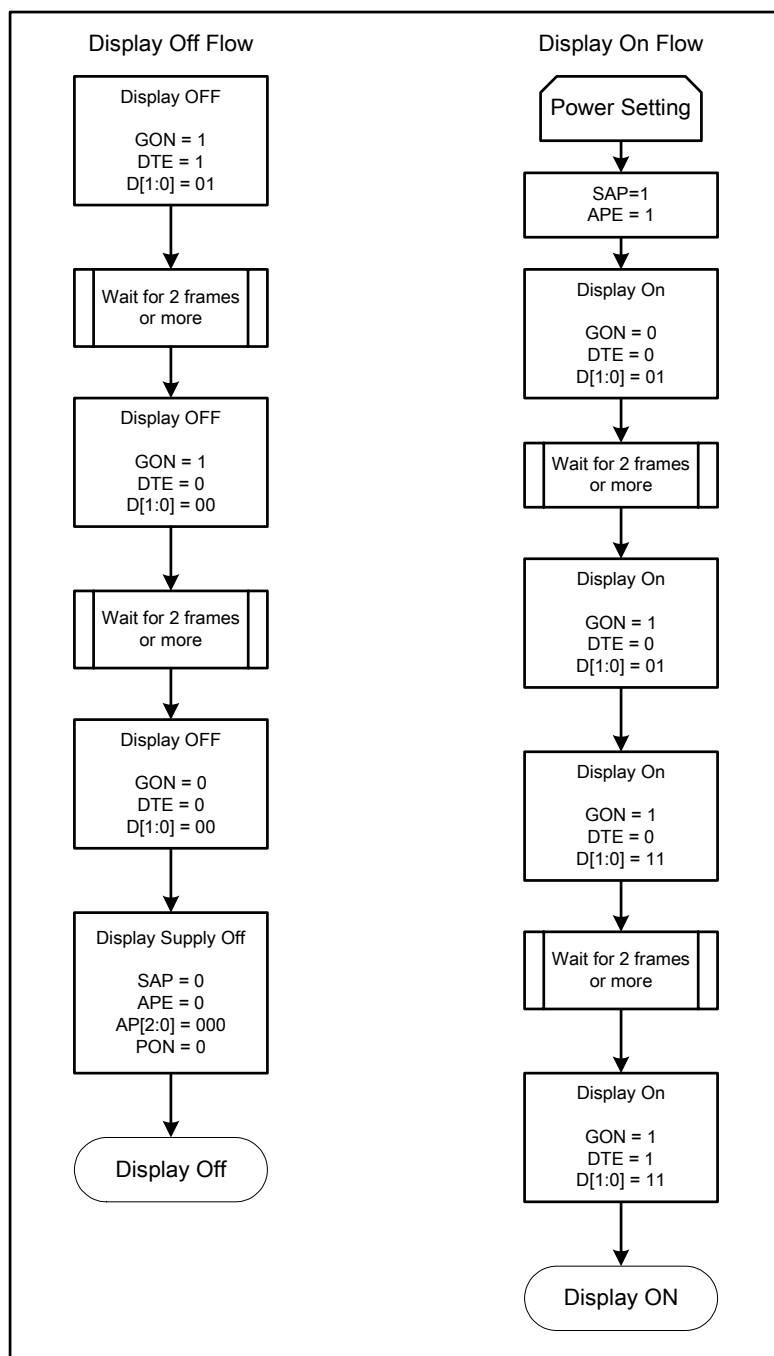 Display Off Flow
Display OFF
GON = 1
DTE = 1
D[1:0] = 01
Wait for 2 frames
or more
Display OFF
GON = 1
DTE = 0
D[1:0] = 00
Wait for 2 frames
or more
Display OFF
GON = 0
DTE = 0
D[1:0] = 00
Display Supply Off
SAP = 0
APE = 0
AP[2:0] = 000
PON = 0
Display Off
Display On Flow
Power Setting
SAP=1
APE = 1
Display On
GON = 0
DTE = 0
D[1:0] = 01
Wait for 2 frames
or more
Display On
GON = 1
DTE = 0
D[1:0] = 01
Display On
GON = 1
DTE = 0
D[1:0] = 11
Wait for 2 frames
or more
Display On
GON = 1
DTE = 1
D[1:0] = 11
Display ON